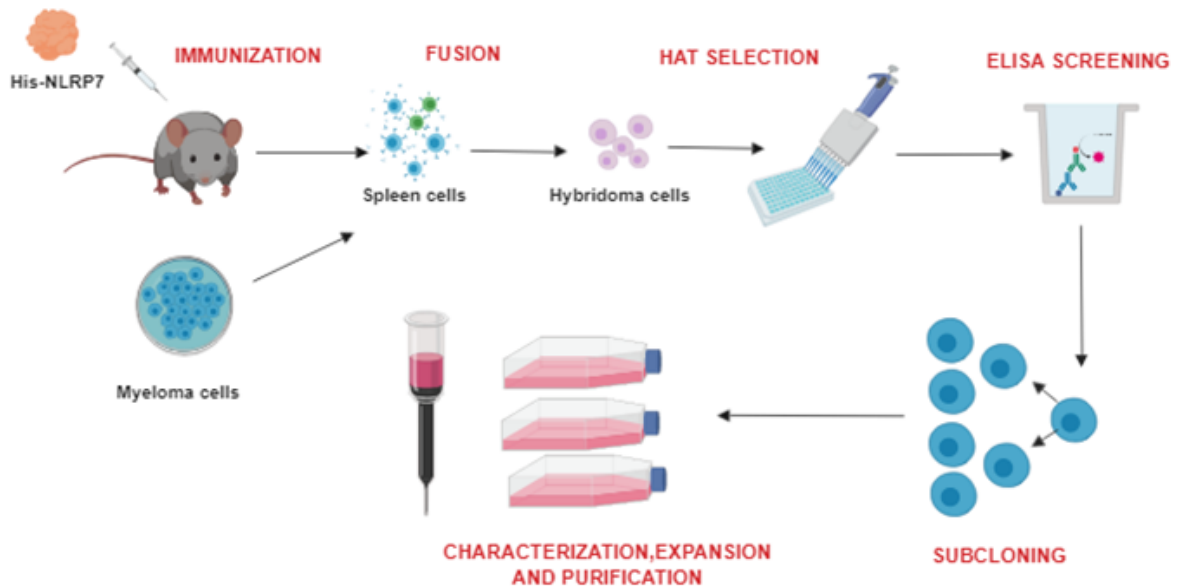 IMMUNIZATION
FUSION
HAT SELECTION
ELISA SCREENING
His-NLRP7
Spleen cells
Hybridoma cells
Myeloma cells
CHARACTERIZATION,EXPANSION
AND PURIFICATION
SUBCLONING